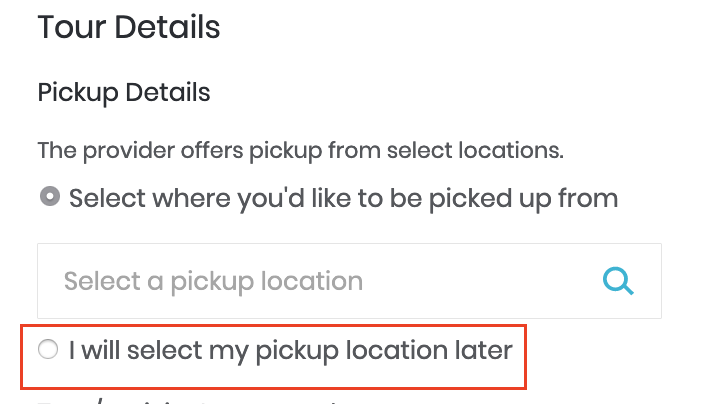 Tour Details
Pickup Details
The provider offers pickup from select locations.
Select where you'd like to be picked up from
Select a pickup location
I will select my pickup location later